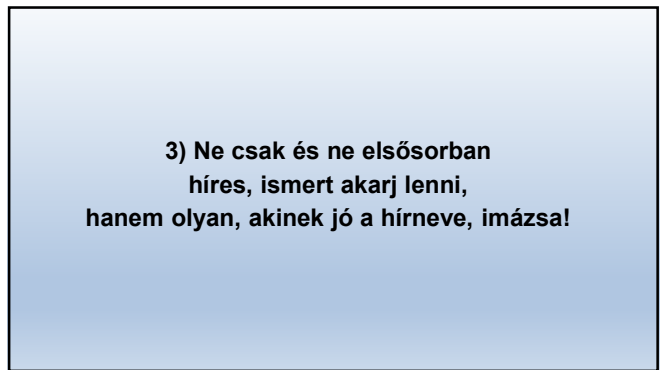 3) Ne csak és ne elsősorban
híres, ismert akarj lenni,
hanem olyan, akinek jó a hírneve, imázsa!